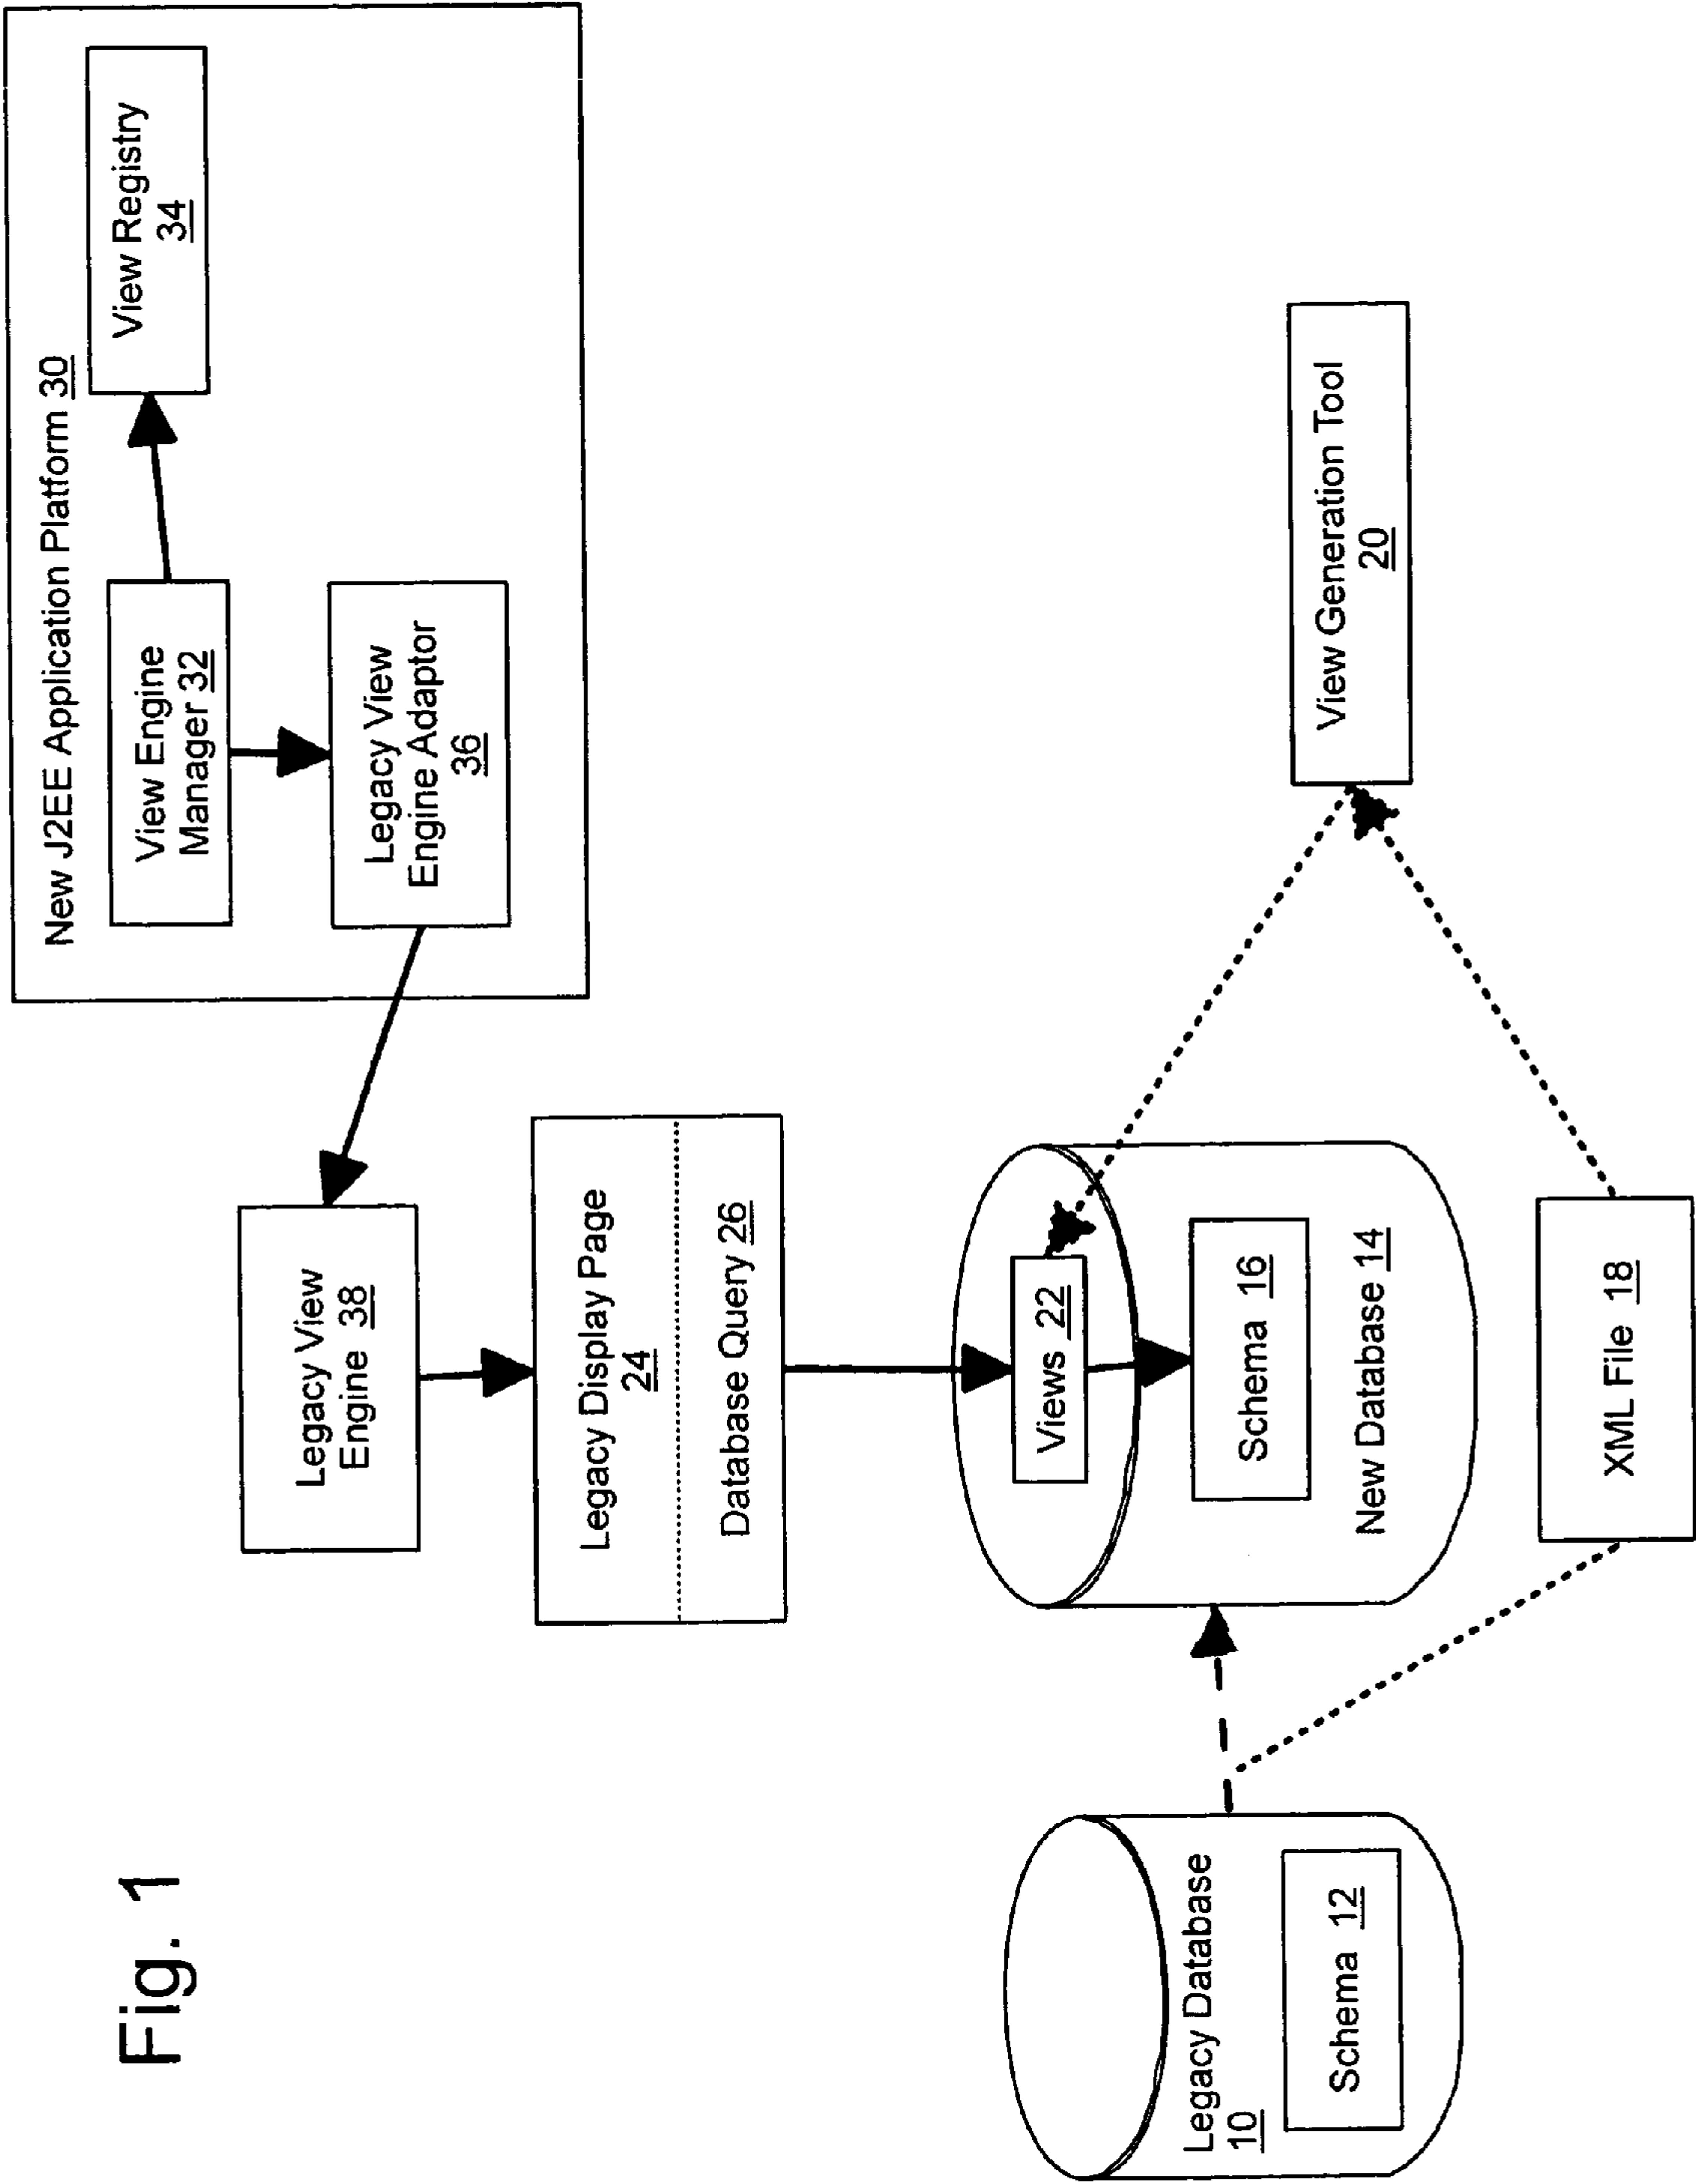 Fig. 1
New J2EE Application Platform 30
View Engine
Manager 32
View Registry
34
Legacy View
Engine Adaptor
36
Legacy View
Engine 38
Legacy Display Page
24
Database Query 26
Views 22
Schema 16
New Database 14
Legacy Database
10
Schema 12
XML File 18
View Generation Tool
20